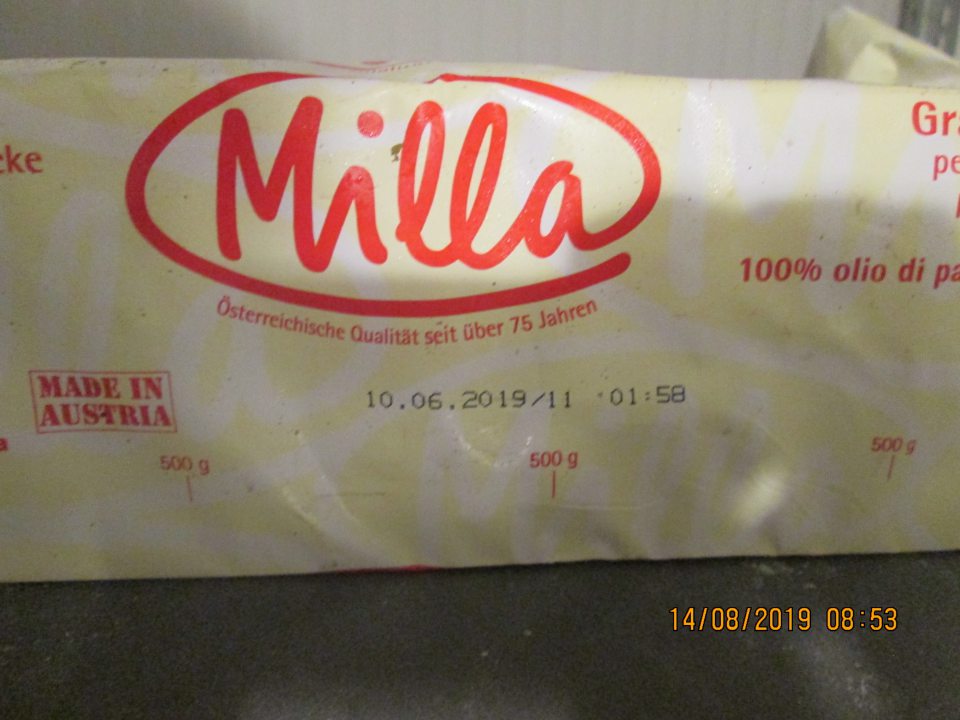 Milla
Österreichische Qualität seit über 75 Jahren
100% olio di
MADE IN
AUSTRIA
10.06.2019/11 01:58
500 g
500 g
500 g
14/08/2019 08:53